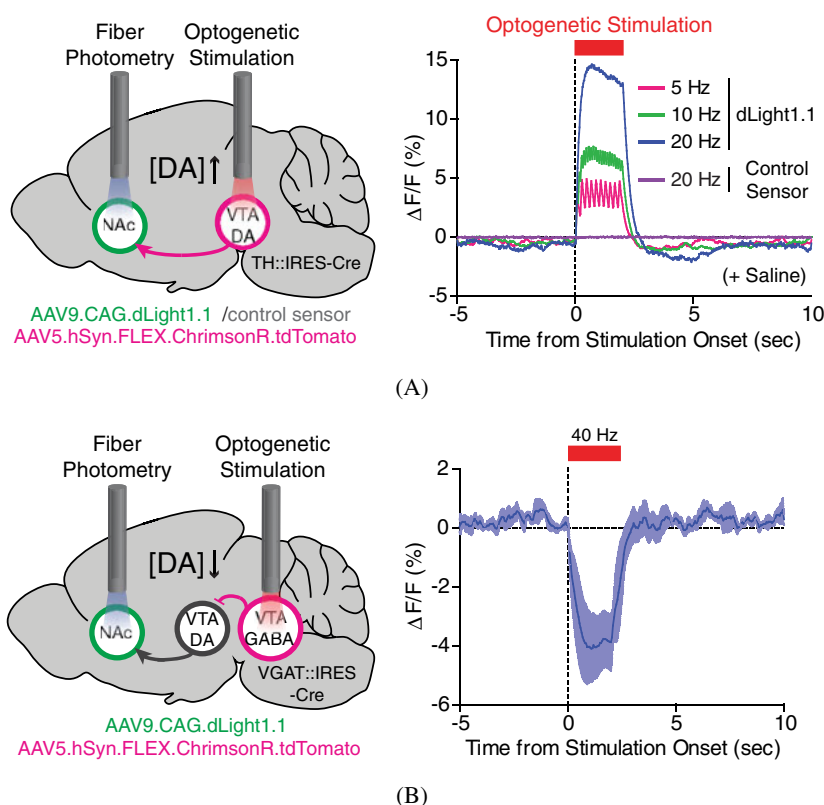 Fiber Photometry
Optogenetic Stimulation
[DA]↑
NAc
VTA DA
TH::IRES-Cre
AAV9.CAG.dLight1.1 /control sensor
AAV5.hSyn.FLEX.ChrimsonR.tdTomato
Optogenetic Stimulation
15
10
5
0
-5
ΔF/F (%)
5 Hz
10 Hz
20 Hz
dLight1.1
20 Hz
Control Sensor
(+ Saline)
-5
0
5
10
Time from Stimulation Onset (sec)
(A)
Fiber Photometry
Optogenetic Stimulation
[DA]↓
NAc
VTA DA
VTA GABA
VGAT::IRES
-Cre
AAV9.CAG.dLight1.1
AAV5.hSyn.FLEX.ChrimsonR.tdTomato
40 Hz
2
0
-2
-4
-6
ΔF/F (%)
-5
0
5
10
Time from Stimulation Onset (sec)
(B)